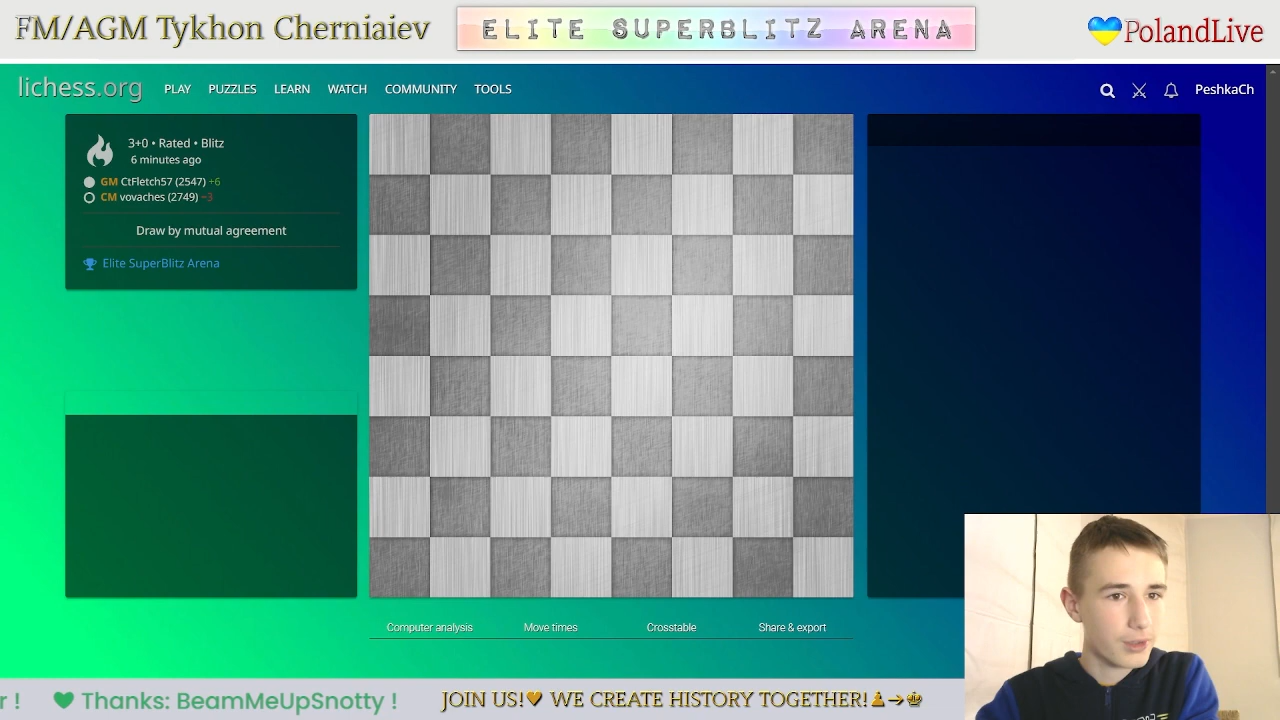 FM/AGM Tykhon Cherniaiev
ELITE SUPERBLITZ ARENA
PolandLive
lichess.org PLAY PUZZLES LEARN WATCH COMMUNITY TOOLS PeshkaCh
3+0 • Rated • Blitz
6 minutes ago
GM CtFletch57 (2547) +6
CM vovaches (2749) −3
Draw by mutual agreement
Elite SuperBlitz Arena
Computer analysis Move times Crosstable Share & export
r ! Thanks: BeamMeUpSnotty ! JOIN US! WE CREATE HISTORY TOGETHER!